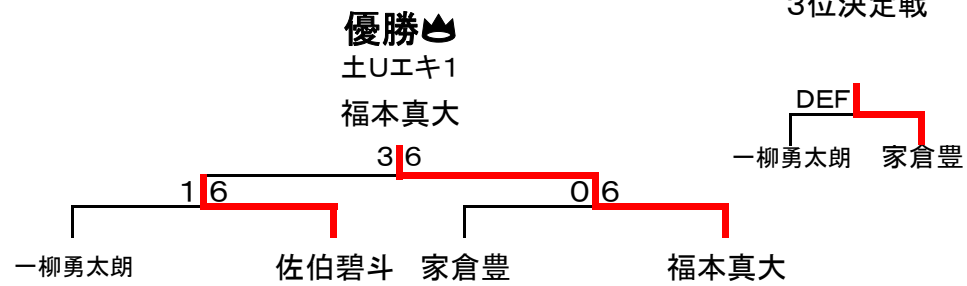 3位決定戦
優勝
土Uエキ1
福本真大
DEF
一柳勇太朗 家倉豊
3 6
1 6 0 6
一柳勇太朗 佐伯碧斗 家倉豊 福本真大